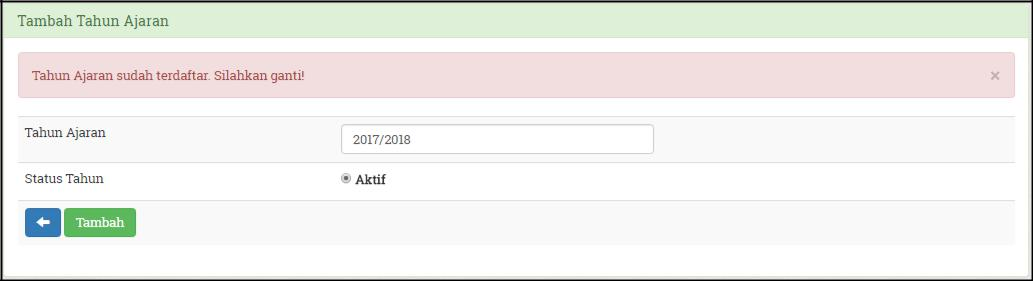 Tambah Tahun Ajaran
Tahun Ajaran sudah terdaftar. Silahkan ganti! ×
Tahun Ajaran 2017/2018
Status Tahun Aktif
Tambah